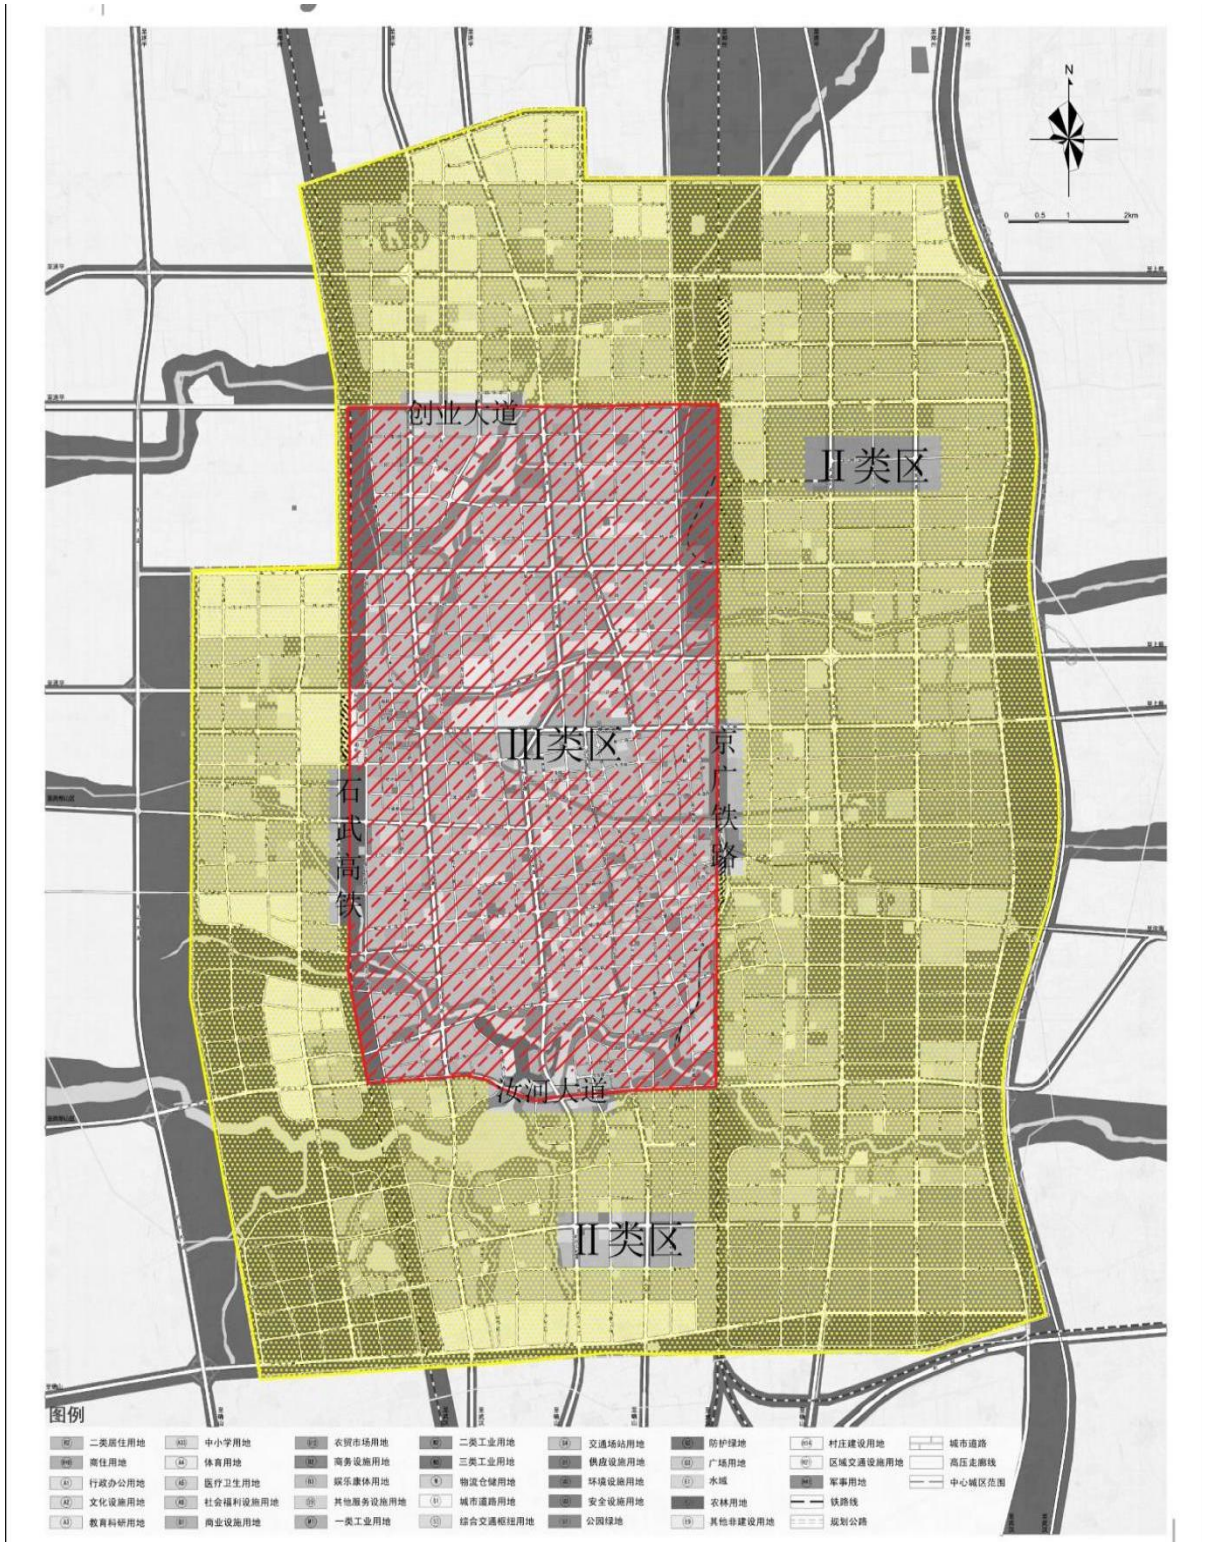 N
0 0.5 1 2km
创业大道
II类区
III类区
京广铁路
石武高铁
汝河大道
II类区
图例
二类居住用地
中小学用地
农贸市场用地
二类工业用地
交通场站用地
防护绿地
村庄建设用地
城市道路
商住用地
体育用地
商务设施用地
三类工业用地
供应设施用地
广场用地
区域交通设施用地
高压走廊线
行政办公用地
医疗卫生用地
娱乐康体用地
物流仓储用地
环境设施用地
水域
军事用地
中心城区范围
文化设施用地
社会福利设施用地
其他服务设施用地
城市道路用地
安全设施用地
农林用地
铁路线
教育科研用地
商业设施用地
一类工业用地
综合交通枢纽用地
公园绿地
其他非建设用地
规划公路